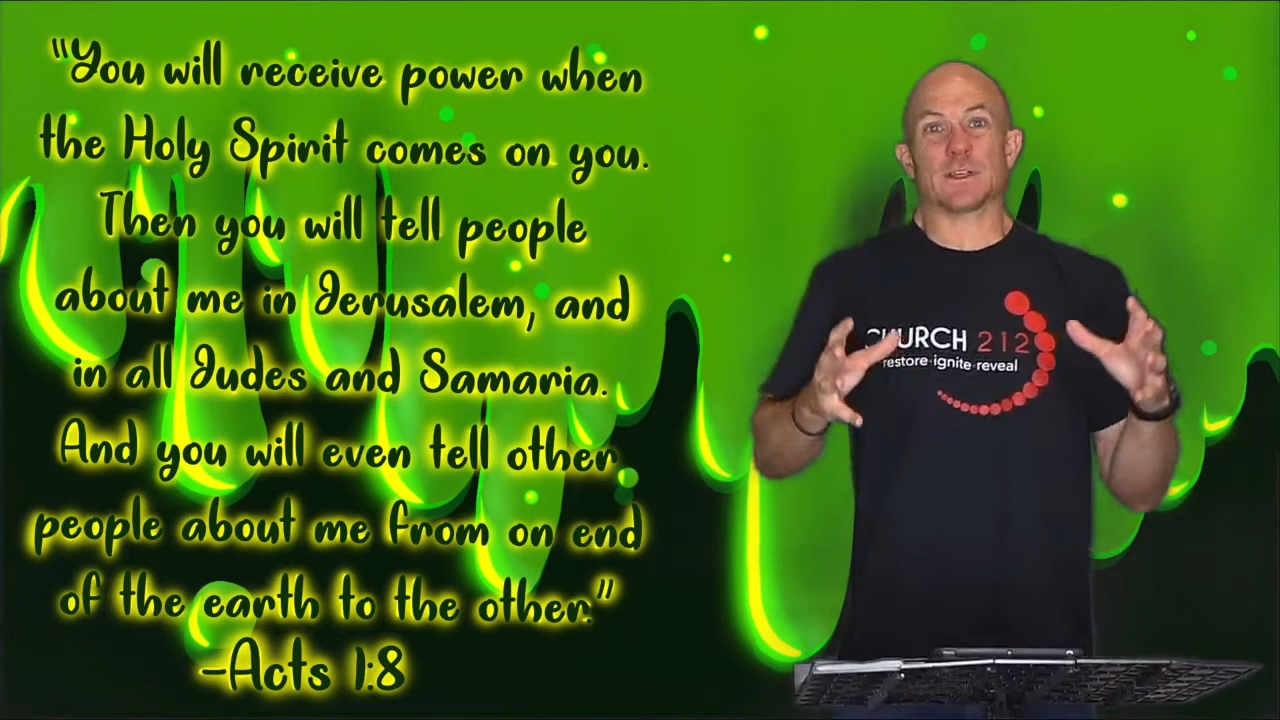 "You will receive power when
the Holy Spirit comes on you.
Then you will tell people
about me in Jerusalem, and
in all Judes and Samaria.
And you will even tell other
people about me from on end
of the earth to the other."
-Acts 1:8
CHURCH 212
restore·ignite·reveal